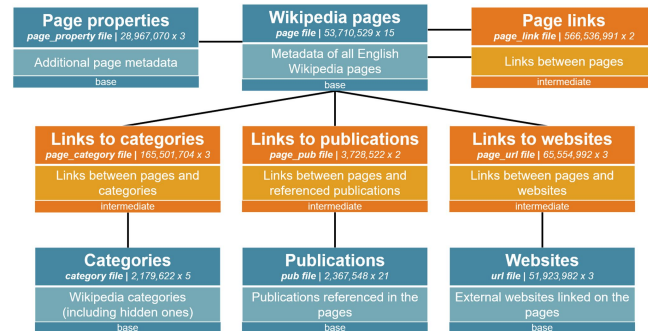 Page properties
page_property file | 28,967,070 x 3
Additional page metadata
base
Wikipedia pages
page file | 53,710,529 x 15
Metadata of all English
Wikipedia pages
base
Page links
page_link file | 566,536,991 x 2
Links between pages
intermediate
Links to categories
page_category file | 165,501,704 x 3
Links between pages and
categories
intermediate
Links to publications
page_pub file | 3,728,522 x 2
Links between pages and
referenced publications
intermediate
Links to websites
page_url file | 65,554,992 x 3
Links between pages and
websites
intermediate
Categories
category file | 2,179,622 x 5
Wikipedia categories
(including hidden ones)
base
Publications
pub file | 2,367,548 x 21
Publications referenced in the
pages
base
Websites
url file | 51,923,982 x 3
External websites linked on the
pages
base